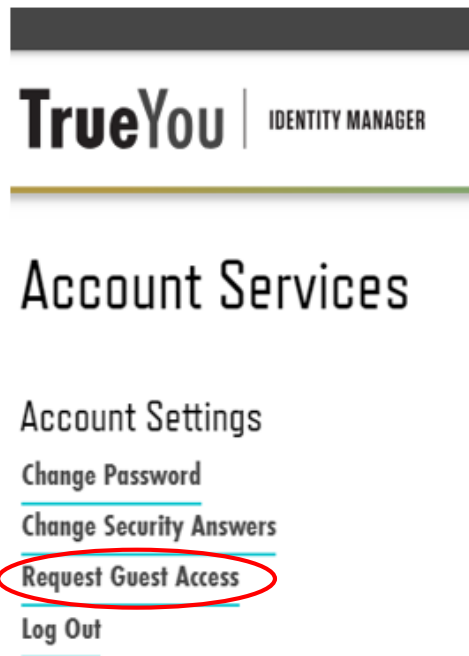 TrueYou | IDENTITY MANAGER
Account Services
Account Settings
Change Password
Change Security Answers
Request Guest Access
Log Out